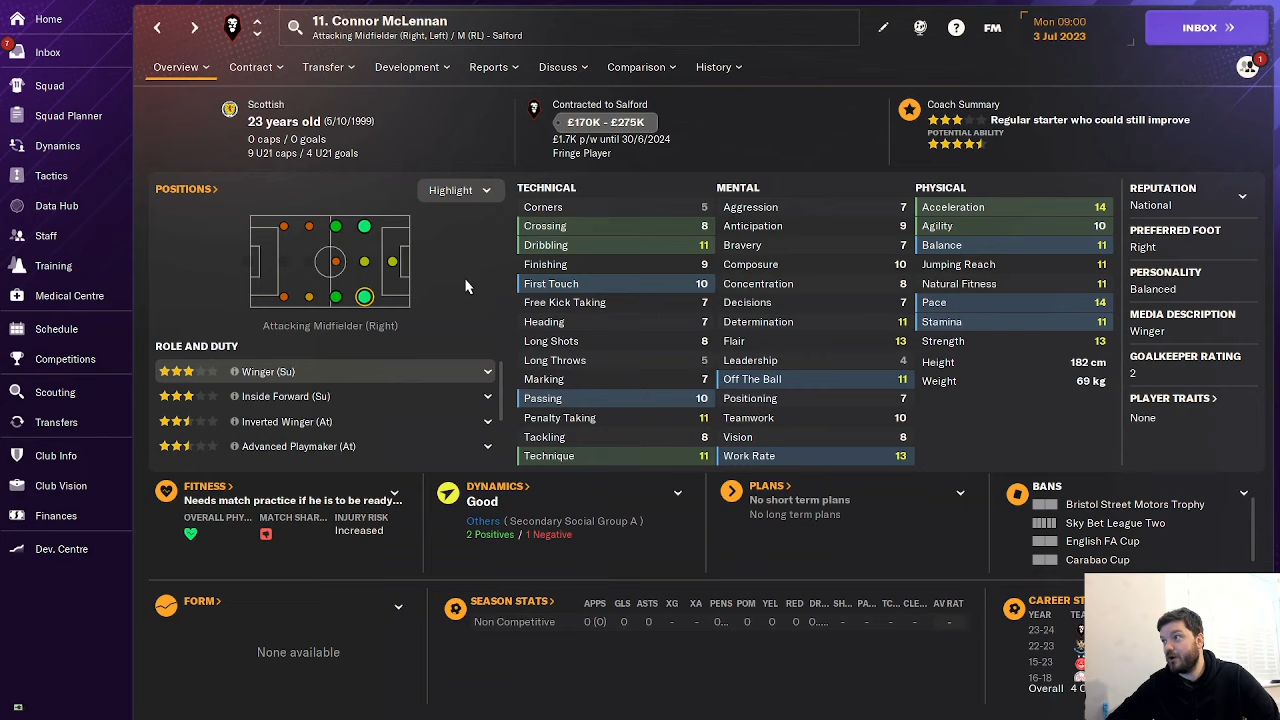 Home
11. Connor McLennan
Attacking Midfielder (Right, Left) / M (RL) - Salford
FM
Mon 09:00
3 Jul 2023
INBOX
7
Inbox
Squad
Squad Planner
Dynamics
Tactics
Data Hub
Staff
Training
Medical Centre
Schedule
Competitions
Scouting
Transfers
Club Info
Club Vision
Finances
Dev. Centre
Overview
Contract
Transfer
Development
Reports
Discuss
Comparison
History
1
Scottish
23 years old (5/10/1999)
0 caps / 0 goals
9 U21 caps / 4 U21 goals
Contracted to Salford
£170K - £275K
£1.7K p/w until 30/6/2024
Fringe Player
Coach Summary
Regular starter who could still improve
POTENTIAL ABILITY
POSITIONS
Highlight
Attacking Midfielder (Right)
ROLE AND DUTY
Winger (Su)
Inside Forward (Su)
Inverted Winger (At)
Advanced Playmaker (At)
TECHNICAL
Corners 5
Crossing 8
Dribbling 11
Finishing 9
First Touch 10
Free Kick Taking 7
Heading 7
Long Shots 8
Long Throws 5
Marking 7
Passing 10
Penalty Taking 11
Tackling 8
Technique 11
MENTAL
Aggression 7
Anticipation 9
Bravery 7
Composure 10
Concentration 8
Decisions 7
Determination 11
Flair 13
Leadership 4
Off The Ball 11
Positioning 7
Teamwork 10
Vision 8
Work Rate 13
PHYSICAL
Acceleration 14
Agility 10
Balance 11
Jumping Reach 11
Natural Fitness 11
Pace 14
Stamina 11
Strength 13
Height 182 cm
Weight 69 kg
REPUTATION
National
PREFERRED FOOT
Right
PERSONALITY
Balanced
MEDIA DESCRIPTION
Winger
GOALKEEPER RATING
2
PLAYER TRAITS
None
FITNESS
Needs match practice if he is to be ready...
OVERALL PHY... MATCH SHAR... INJURY RISK
Increased
DYNAMICS
Good
Others ( Secondary Social Group A )
2 Positives / 1 Negative
PLANS
No short term plans
No long term plans
BANS
Bristol Street Motors Trophy
Sky Bet League Two
English FA Cup
Carabao Cup
FORM
None available
SEASON STATS APPS GLS ASTS XG XA PENS POM YEL RED DR... SH... PA... TC... CLE... AV RAT
Non Competitive 0 (0) 0 0 - - 0... 0 0 0 0..... - - - - -
CAREER ST
YEAR TE
23-24
22-23
15-23
16-18
Overall 4 C